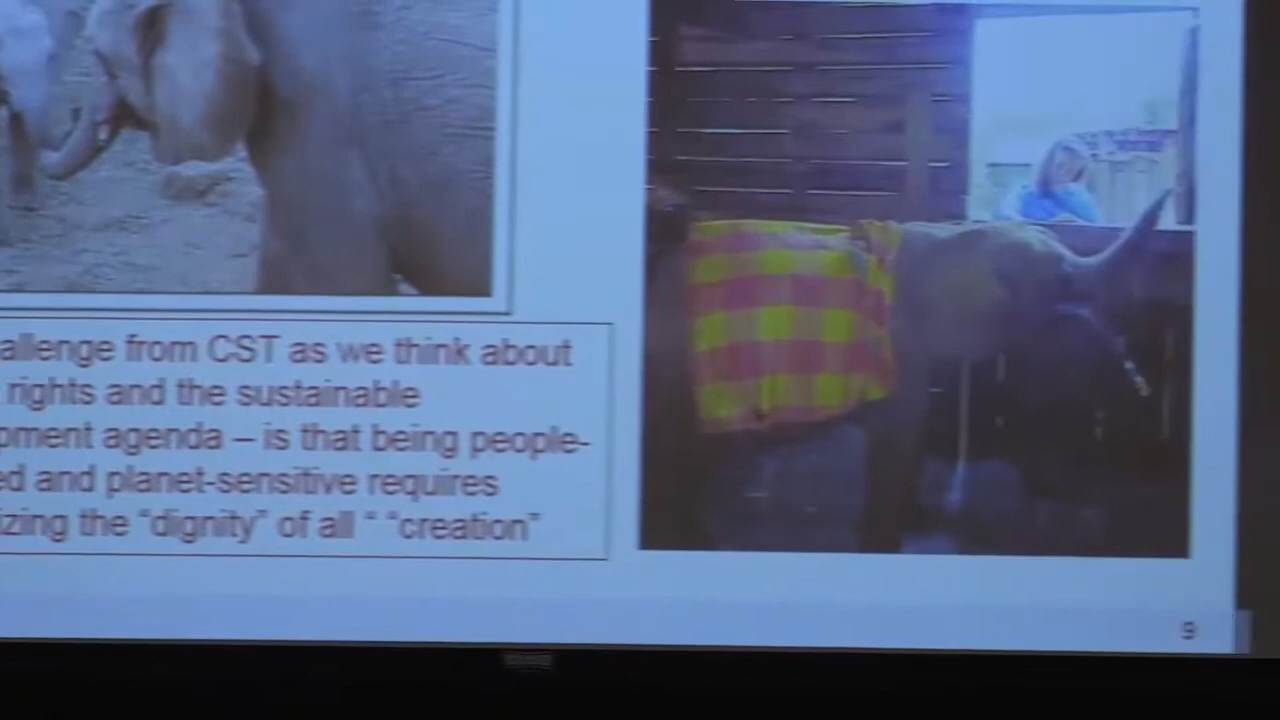 allenge from CST as we think about
rights and the sustainable
pment agenda – is that being people-
ed and planet-sensitive requires
izing the “dignity” of all “ “creation”
9